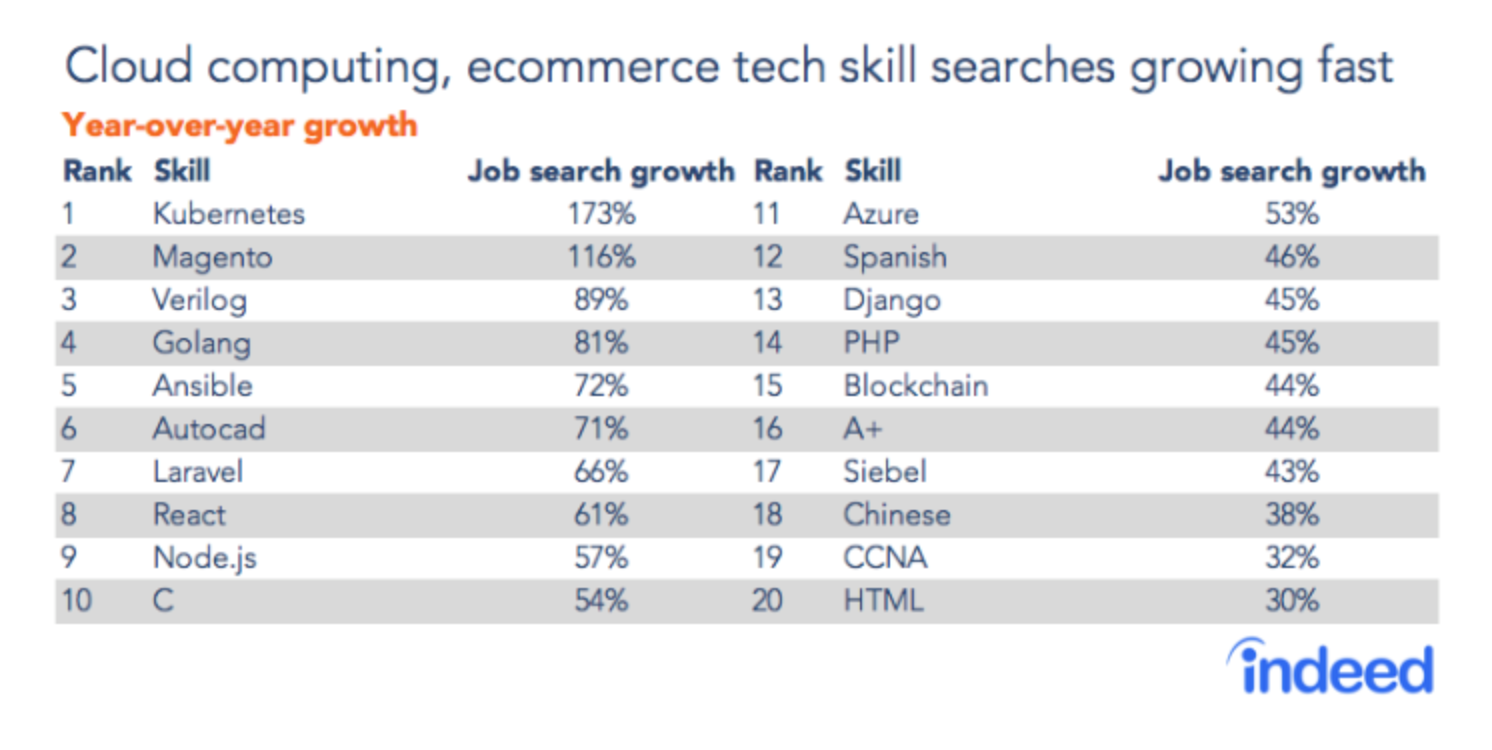 Cloud computing, ecommerce tech skill searches growing fast
Year-over-year growth
Rank Skill Job search growth Rank Skill Job search growth
1 Kubernetes 173% 11 Azure 53%
2 Magento 116% 12 Spanish 46%
3 Verilog 89% 13 Django 45%
4 Golang 81% 14 PHP 45%
5 Ansible 72% 15 Blockchain 44%
6 Autocad 71% 16 A+ 44%
7 Laravel 66% 17 Siebel 43%
8 React 61% 18 Chinese 38%
9 Node.js 57% 19 CCNA 32%
10 C 54% 20 HTML 30%
indeed